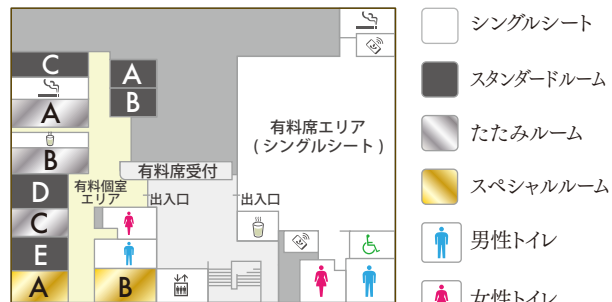 C
A
A
B
B
有料席エリア
( シングルシート )
有料席受付
D
有料個室
エリア
出入口
出入口
C
E
A
B
シングルシート
スタンダードルーム
たたみルーム
スペシャルルーム
男性トイレ
女性トイレ